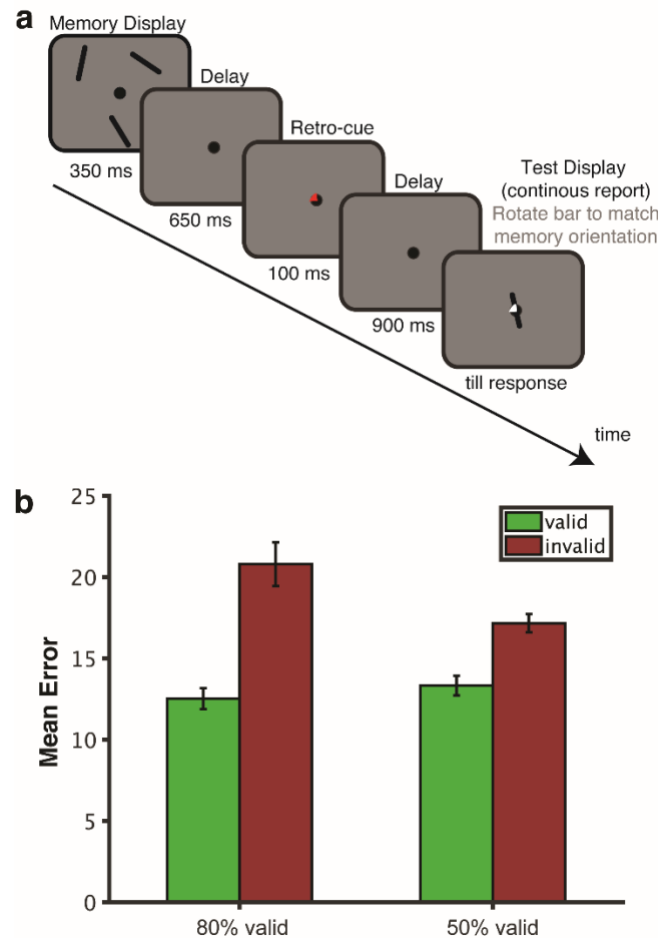 a
Memory Display
Delay
Retro-cue
Delay
Test Display
(continous report)
Rotate bar to match
memory orientation
350 ms
650 ms
100 ms
900 ms
till response
time
b
25
20
15
10
5
0
Mean Error
valid
invalid
80% valid
50% valid